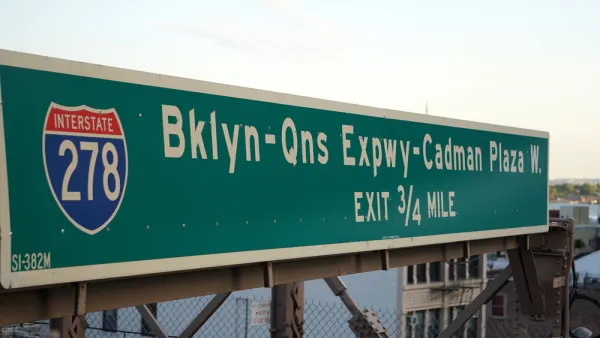 INTERSTATE
278
Bklyn-Qns Expwy-Cadman Plaza W.
EXIT 3/4 MILE
SI-382M